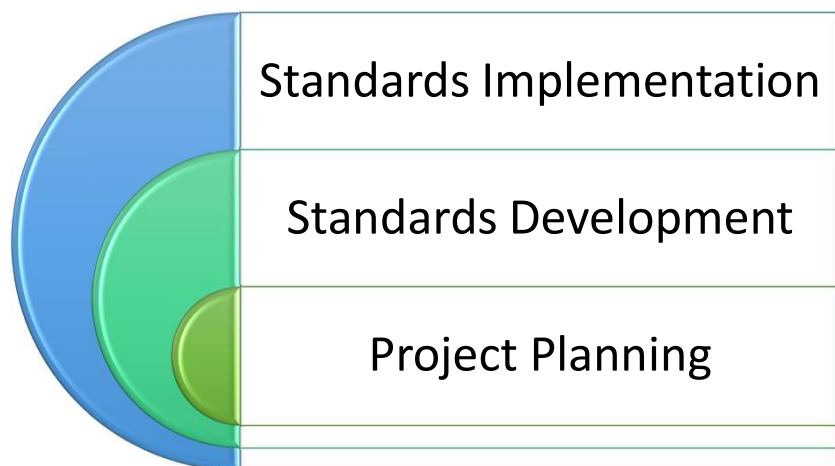 Standards Implementation
Standards Development
Project Planning